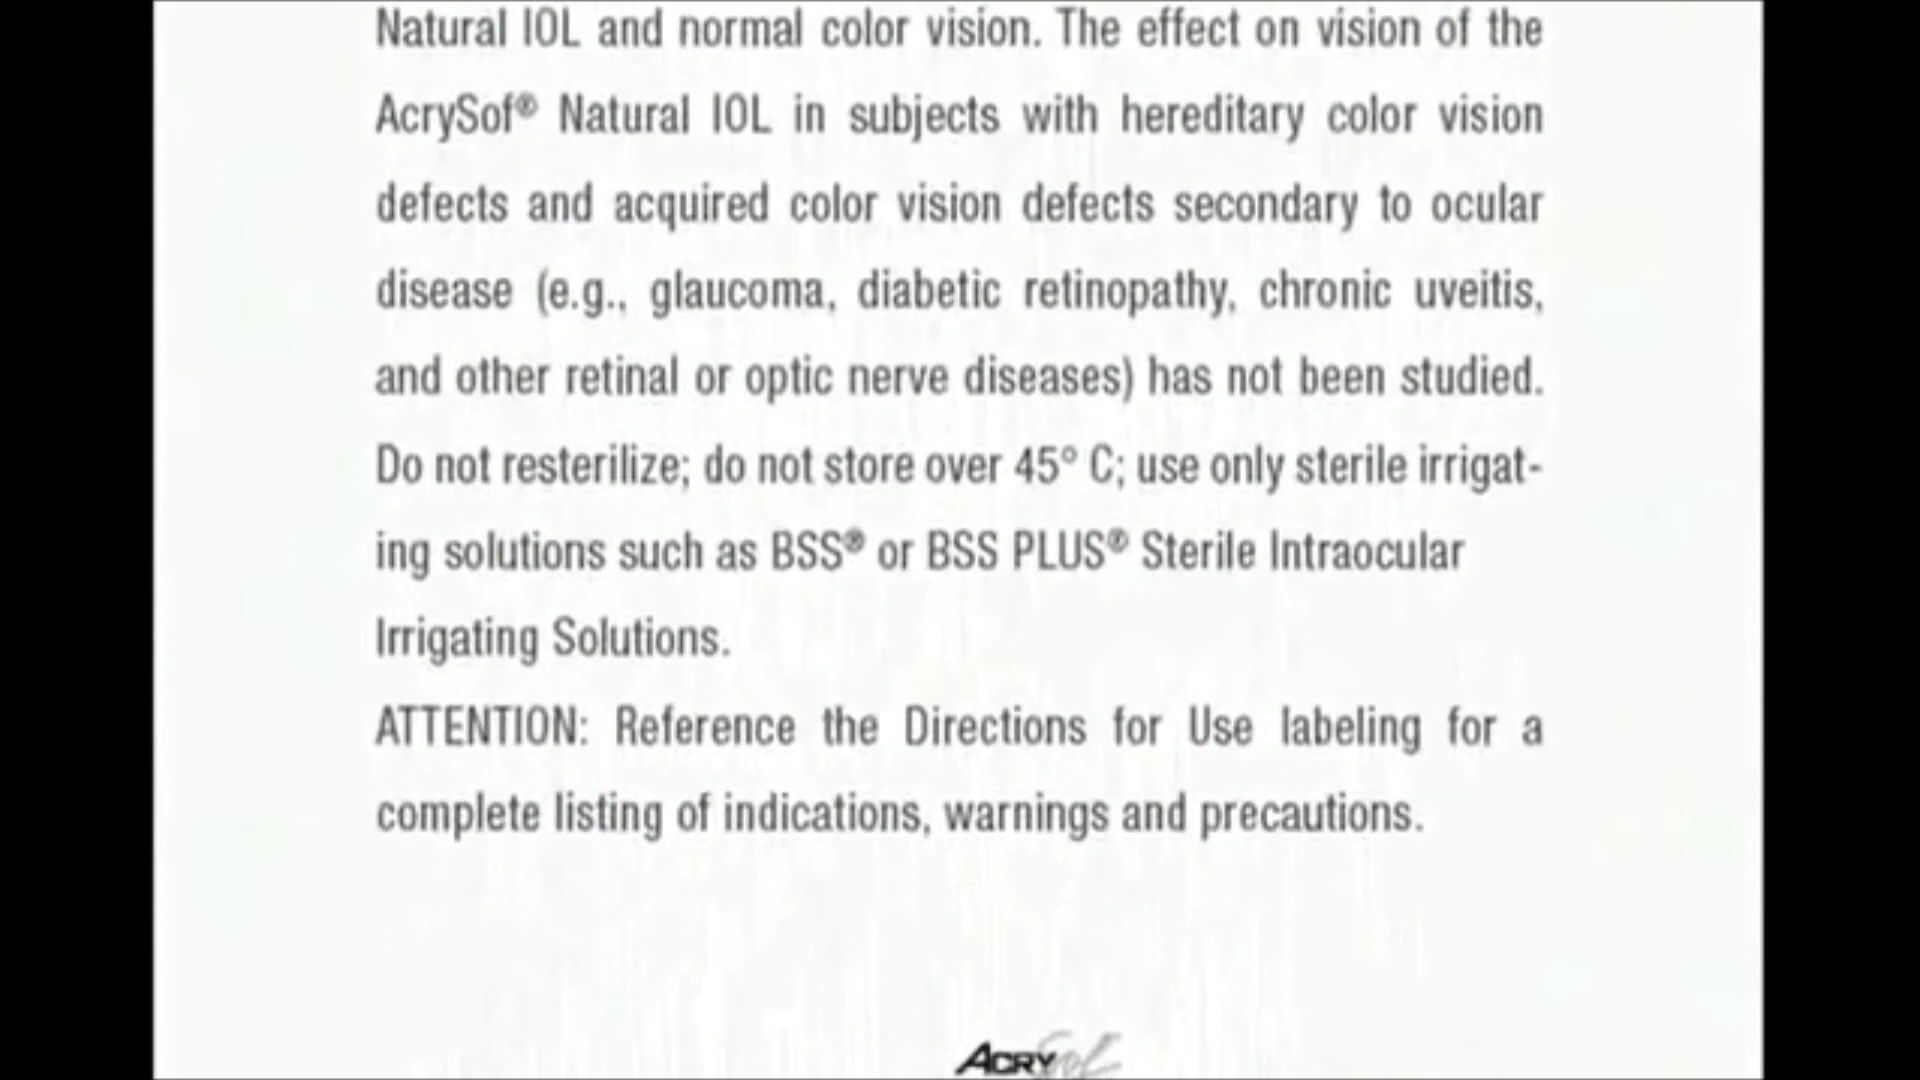 Natural IOL and normal color vision. The effect on vision of the
AcrySof® Natural IOL in subjects with hereditary color vision
defects and acquired color vision defects secondary to ocular
disease (e.g., glaucoma, diabetic retinopathy, chronic uveitis,
and other retinal or optic nerve diseases) has not been studied.
Do not resterilize; do not store over 45° C; use only sterile irrigat-
ing solutions such as BSS® or BSS PLUS® Sterile Intraocular
Irrigating Solutions.
ATTENTION: Reference the Directions for Use labeling for a
complete listing of indications, warnings and precautions.
ACRYSof